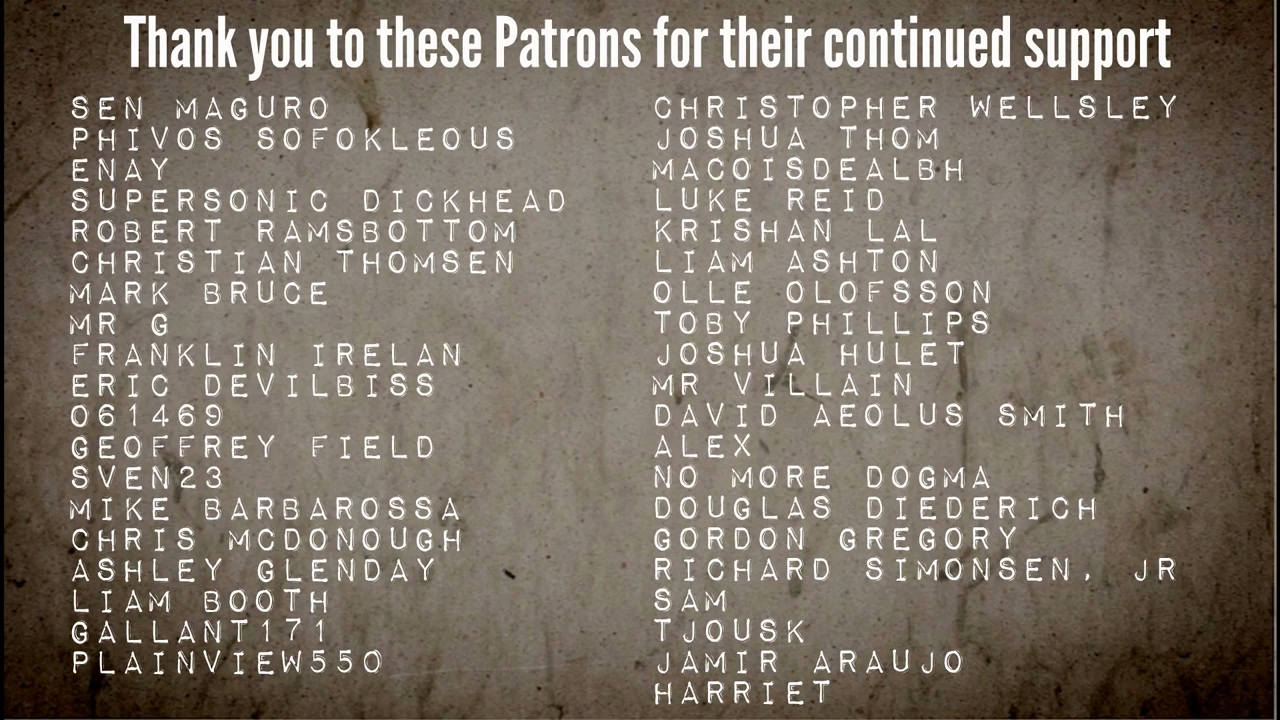 Thank you to these Patrons for their continued support
SEN MAGURO
PHIVOS SOFOKLEOUS
ENAY
SUPERSONIC DICKHEAD
ROBERT RAMSBOTTOM
CHRISTIAN THOMSEN
MARK BRUCE
MR G
FRANKLIN IRELAN
ERIC DEVILBISS
061469
GEOFFREY FIELD
SVEN23
MIKE BARBAROSSA
CHRIS MCDONOUGH
ASHLEY GLENDAY
LIAM BOOTH
GALLANT171
PLAINVIEW550
CHRISTOPHER WELLSLEY
JOSHUA THOM
MACOISDEALBH
LUKE REID
KRISHAN LAL
LIAM ASHTON
OLLE OLOFSSON
TOBY PHILLIPS
JOSHUA HULET
MR VILLAIN
DAVID AEOLUS SMITH
ALEX
NO MORE DOGMA
DOUGLAS DIEDERICH
GORDON GREGORY
RICHARD SIMONSEN, JR
SAM
TJOUSK
JAMIR ARAUJO
HARRIET